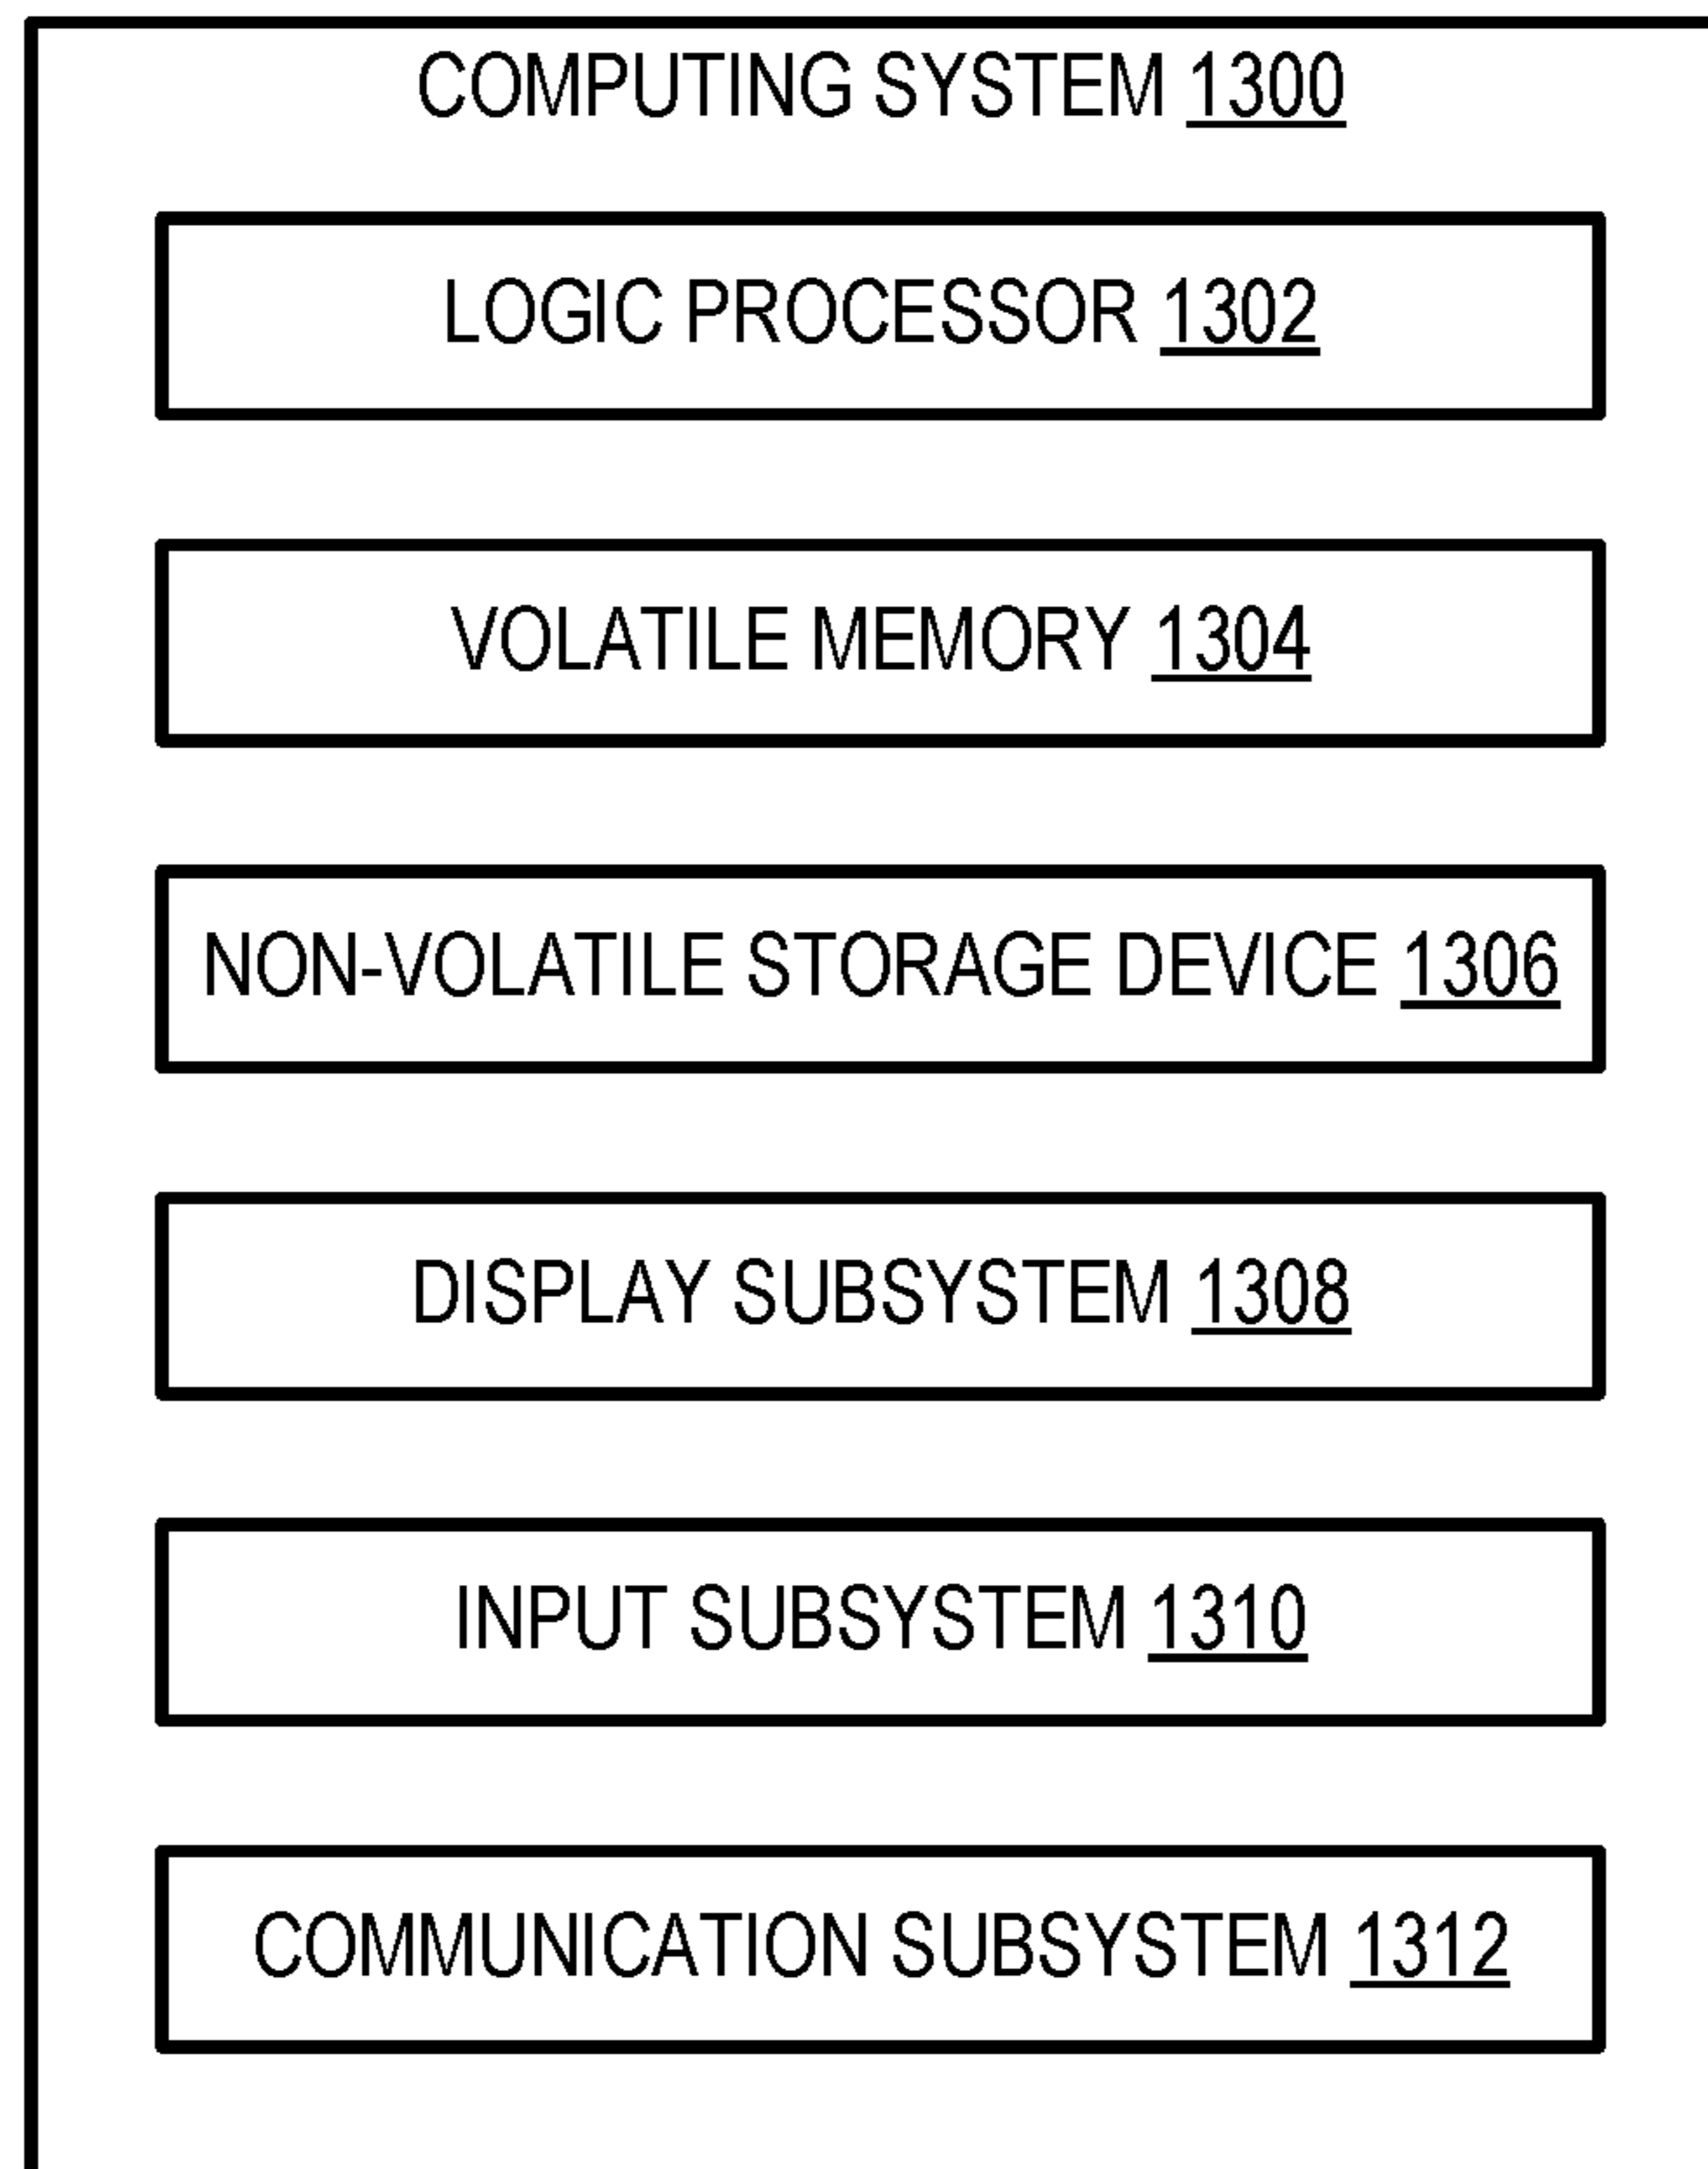 COMPUTING SYSTEM 1300
LOGIC PROCESSOR 1302
VOLATILE MEMORY 1304
NON-VOLATILE STORAGE DEVICE 1306
DISPLAY SUBSYSTEM 1308
INPUT SUBSYSTEM 1310
COMMUNICATION SUBSYSTEM 1312